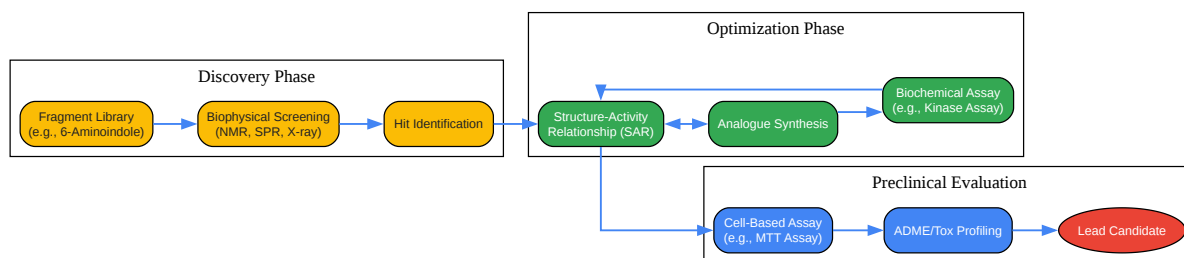 Optimization Phase
Discovery Phase
Fragment Library
(e.g., 6-Aminoindole)
Biophysical Screening
(NMR, SPR, X-ray)
Hit Identification
Structure-Activity
Relationship (SAR)
Analogue Synthesis
Biochemical Assay
(e.g., Kinase Assay)
Preclinical Evaluation
Cell-Based Assay
(e.g., MTT Assay)
ADME/Tox Profiling
Lead Candidate